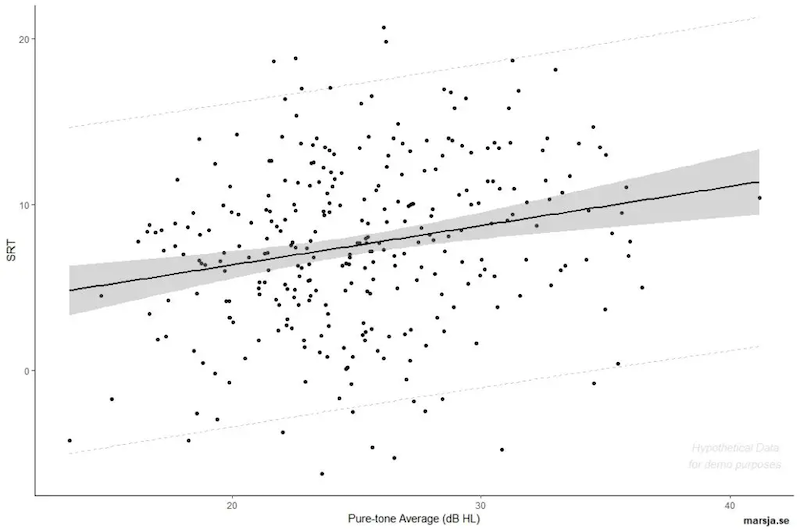 20
10
0
SRT
20
30
40
Pure-tone Average (dB HL)
Hypothetical Data
for demo purposes
marsja.se